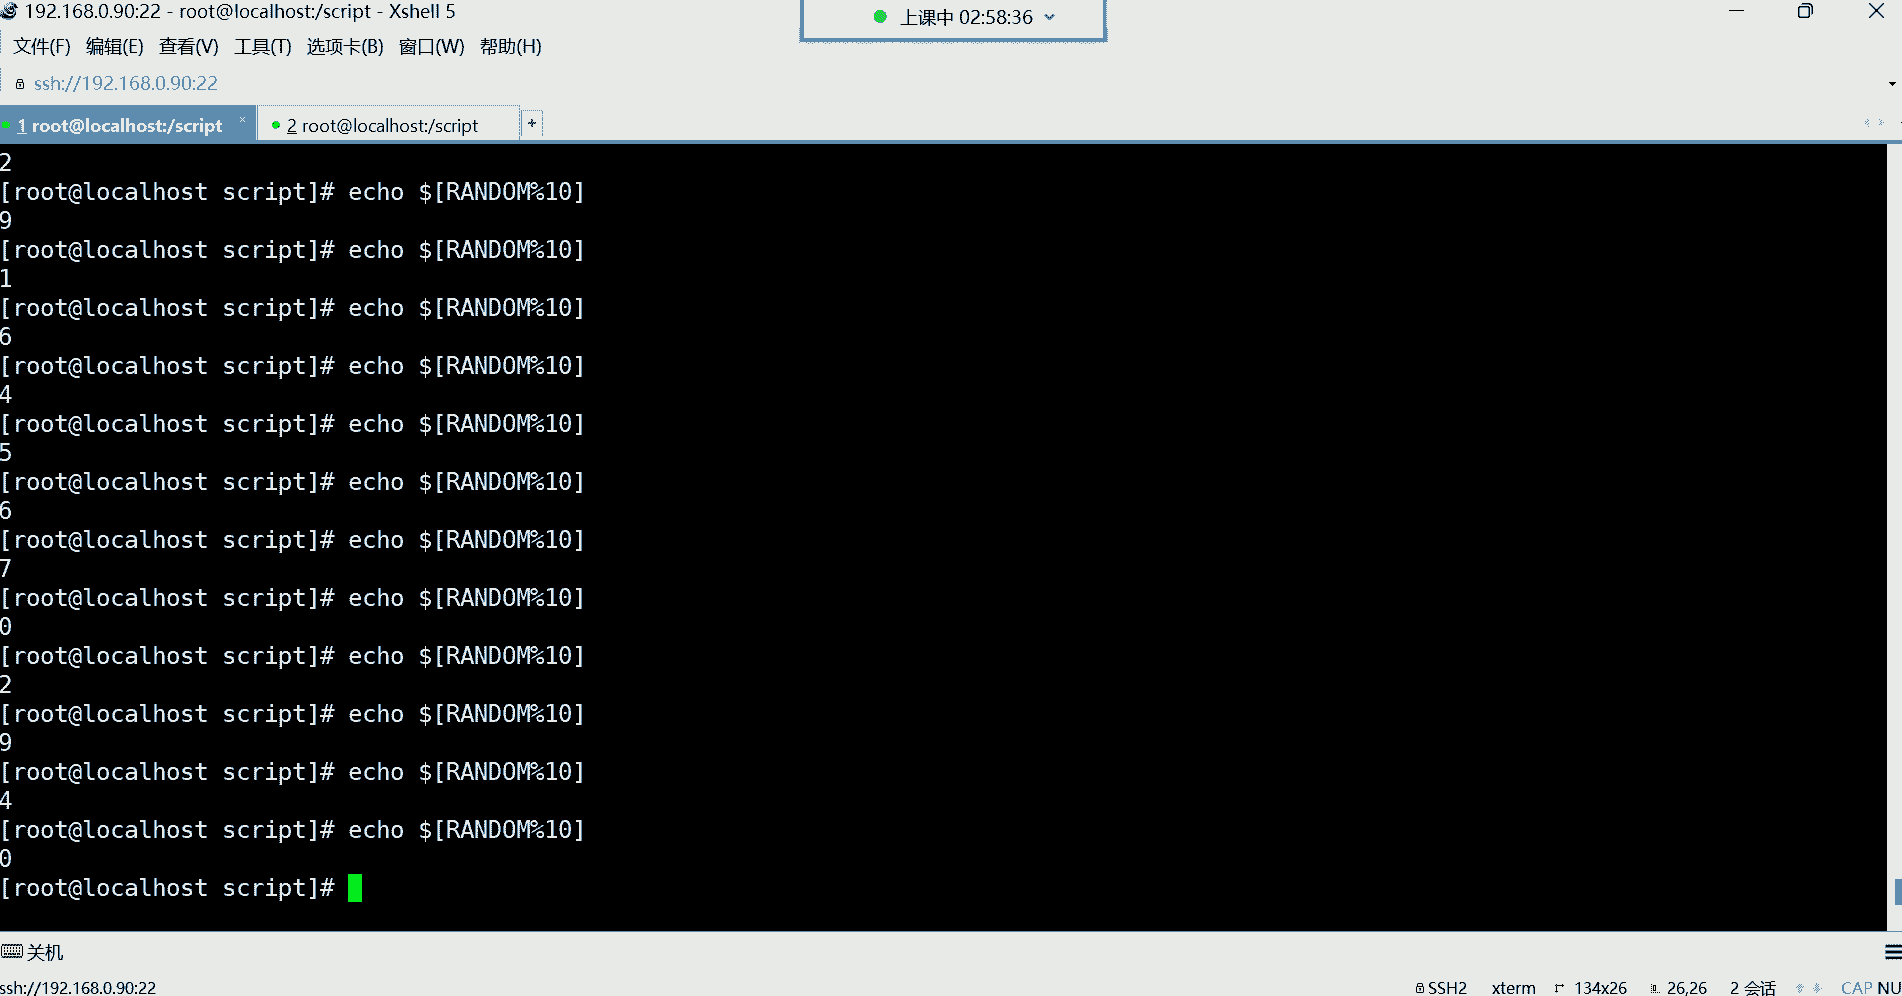 192.168.0.90:22 - root@localhost:/script - Xshell 5
上课中 02:58:36
文件(F) 编辑(E) 查看(V) 工具(T) 选项卡(B) 窗口(W) 帮助(H)
ssh://192.168.0.90:22
1 root@localhost:/script × 2 root@localhost:/script +
2
[root@localhost script]# echo $[RANDOM%10]
9
[root@localhost script]# echo $[RANDOM%10]
1
[root@localhost script]# echo $[RANDOM%10]
6
[root@localhost script]# echo $[RANDOM%10]
4
[root@localhost script]# echo $[RANDOM%10]
5
[root@localhost script]# echo $[RANDOM%10]
6
[root@localhost script]# echo $[RANDOM%10]
7
[root@localhost script]# echo $[RANDOM%10]
0
[root@localhost script]# echo $[RANDOM%10]
2
[root@localhost script]# echo $[RANDOM%10]
9
[root@localhost script]# echo $[RANDOM%10]
4
[root@localhost script]# echo $[RANDOM%10]
0
[root@localhost script]#
关机
ssh://192.168.0.90:22 SSH2 xterm 134x26 26,26 2 会话 CAP NU